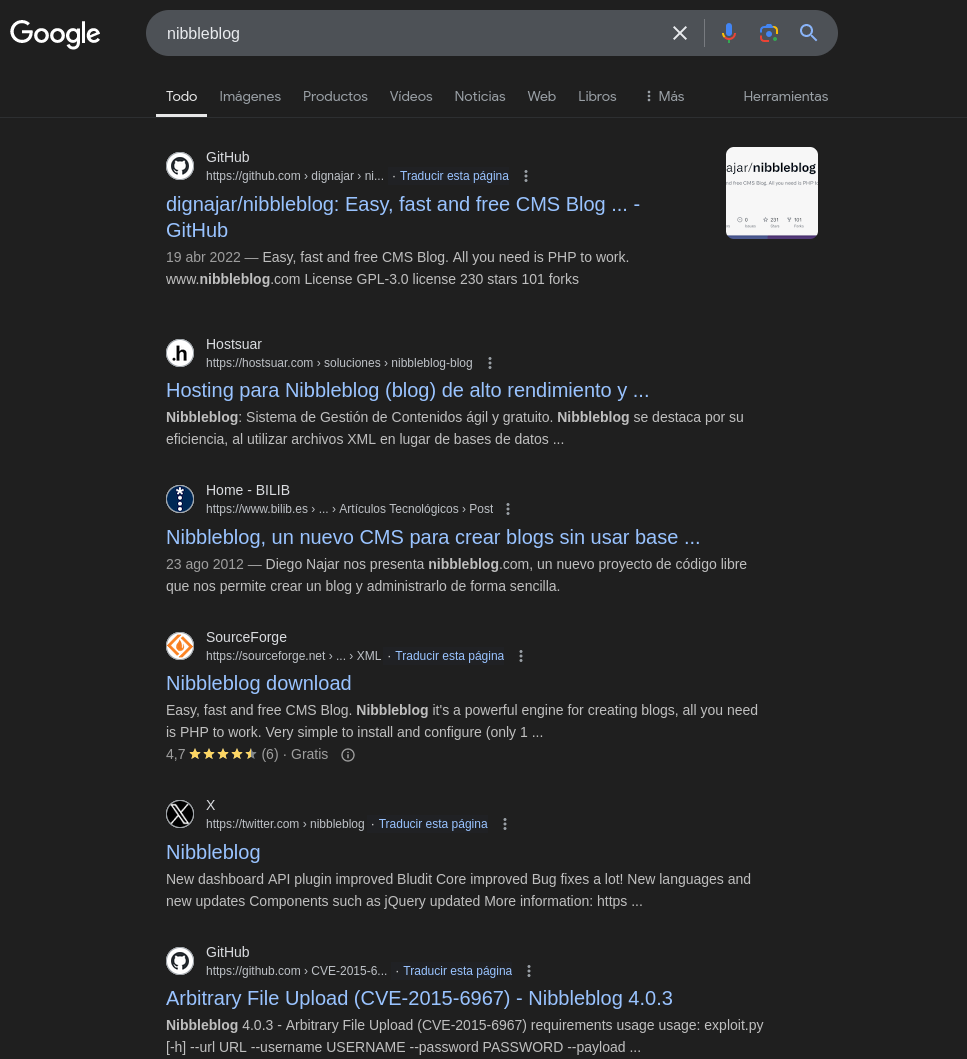 Google
nibbleblog
Todo Imágenes Productos Vídeos Noticias Web Libros Más Herramientas
GitHub
https://github.com › dignajar › ni... · Traducir esta página
dignajar/nibbleblog: Easy, fast and free CMS Blog ... -
GitHub
19 abr 2022 — Easy, fast and free CMS Blog. All you need is PHP to work.
www.nibbleblog.com License GPL-3.0 license 230 stars 101 forks
ajar/nibbleblog
nd free CMS Blog. All you need is PHP to
0 231 101
Issues Stars Forks
Hostsuar
https://hostsuar.com › soluciones › nibbleblog-blog
Hosting para Nibbleblog (blog) de alto rendimiento y ...
Nibbleblog: Sistema de Gestión de Contenidos ágil y gratuito. Nibbleblog se destaca por su
eficiencia, al utilizar archivos XML en lugar de bases de datos ...
Home - BILIB
https://www.bilib.es › ... › Artículos Tecnológicos › Post
Nibbleblog, un nuevo CMS para crear blogs sin usar base ...
23 ago 2012 — Diego Najar nos presenta nibbleblog.com, un nuevo proyecto de código libre
que nos permite crear un blog y administrarlo de forma sencilla.
SourceForge
https://sourceforge.net › ... › XML · Traducir esta página
Nibbleblog download
Easy, fast and free CMS Blog. Nibbleblog it's a powerful engine for creating blogs, all you need
is PHP to work. Very simple to install and configure (only 1 ...
4,7 (6) · Gratis
X
https://twitter.com › nibbleblog · Traducir esta página
Nibbleblog
New dashboard API plugin improved Bludit Core improved Bug fixes a lot! New languages and
new updates Components such as jQuery updated More information: https ...
GitHub
https://github.com › CVE-2015-6... · Traducir esta página
Arbitrary File Upload (CVE-2015-6967) - Nibbleblog 4.0.3
Nibbleblog 4.0.3 - Arbitrary File Upload (CVE-2015-6967) requirements usage usage: exploit.py
[-h] --url URL --username USERNAME --password PASSWORD --payload ...